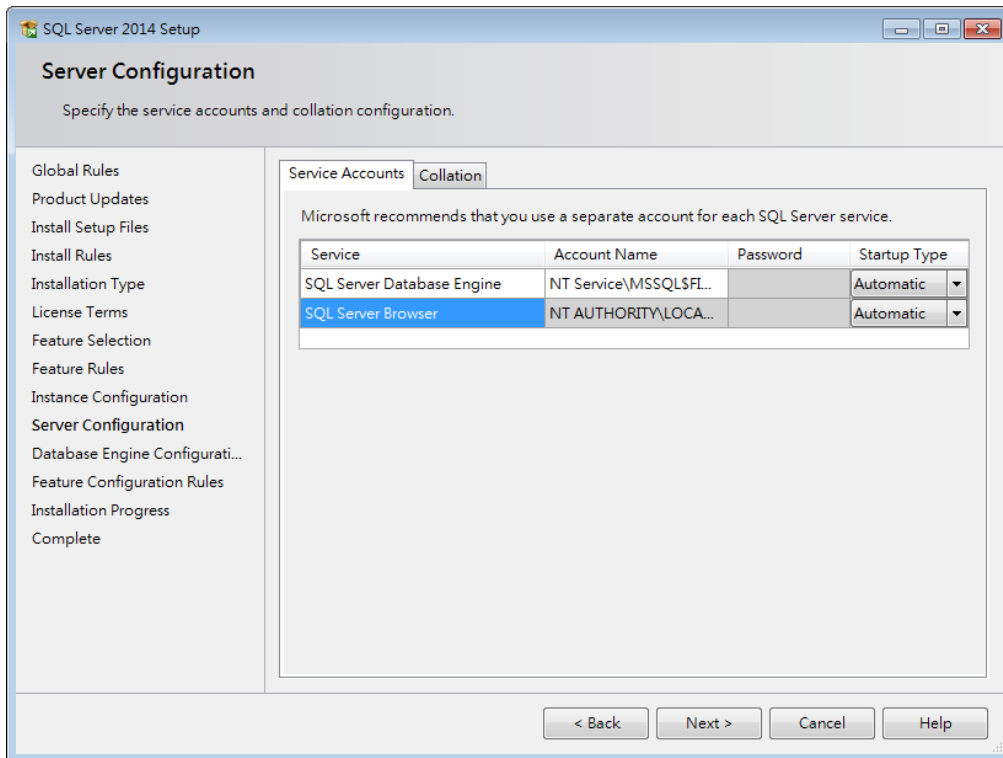 SQL Server 2014 Setup
Server Configuration
Specify the service accounts and collation configuration.
Global Rules
Product Updates
Install Setup Files
Install Rules
Installation Type
License Terms
Feature Selection
Feature Rules
Instance Configuration
Server Configuration
Database Engine Configurati...
Feature Configuration Rules
Installation Progress
Complete
Service Accounts Collation
Microsoft recommends that you use a separate account for each SQL Server service.
Service Account Name Password Startup Type
SQL Server Database Engine NT Service\MSSQL$FI... Automatic
SQL Server Browser NT AUTHORITY\LOCA... Automatic
< Back Next > Cancel Help